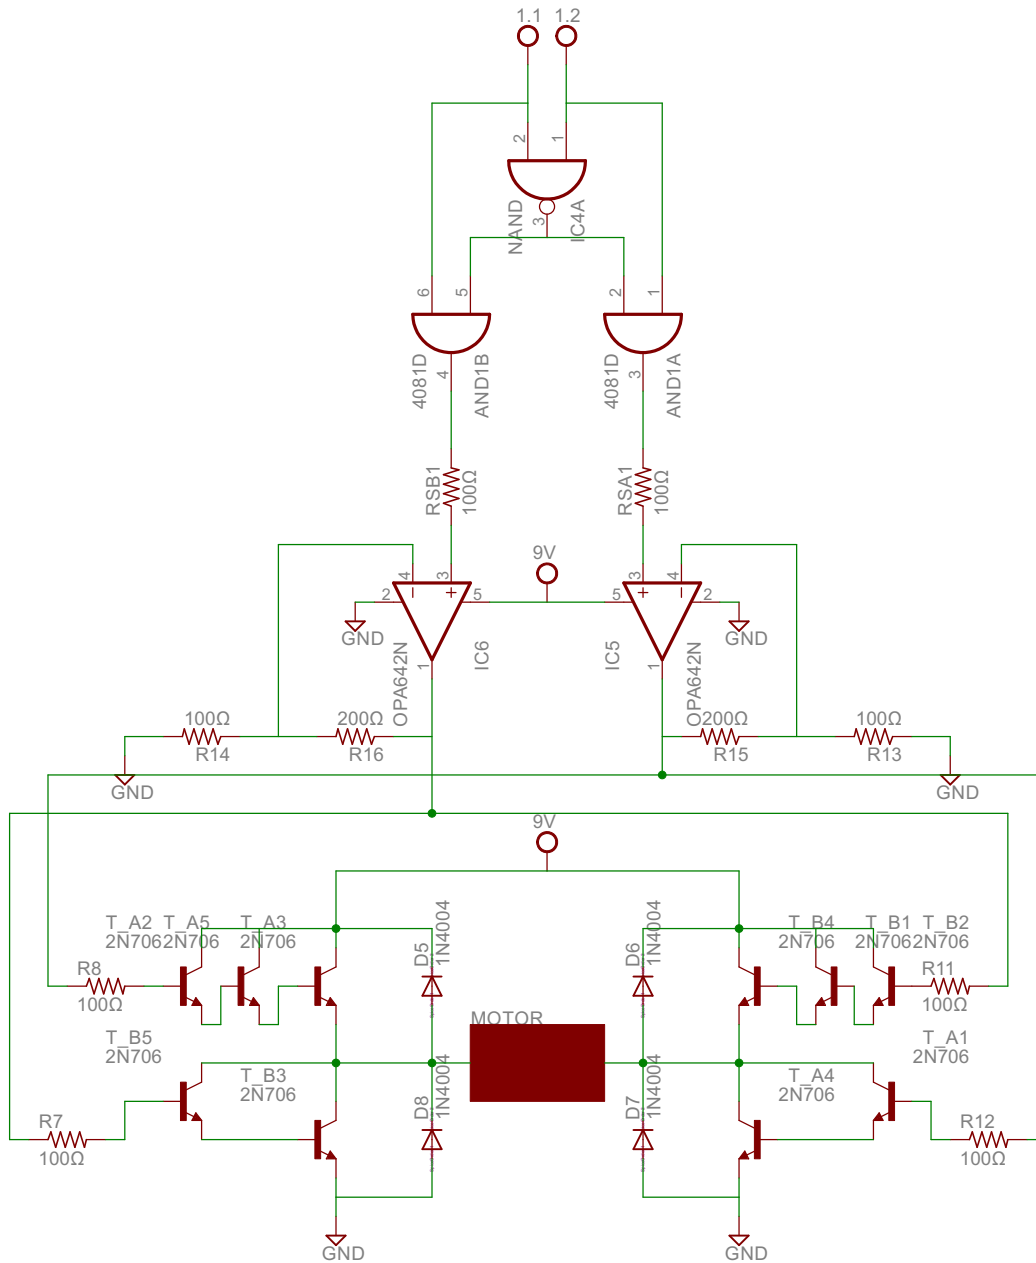 1.1 1.2
2 1
NAND 3 IC4A
6 5 2 1
4081D 4 AND1B 4081D 3 AND1A
RSB1 100Ω RSA1 100Ω
9V
4 3 3 4
2 5 5 2
GND GND
1 OPA642N IC6 IC5 1 OPA642N
100Ω 200Ω 200Ω 100Ω
R14 R16 R15 R13
GND GND
9V
T_A2 T_A5 T_A3 D5 1N4004 D6 1N4004 T_B4 T_B1 T_B2
2N706 2N706 2N706 2N706 2N706 2N706
R8 R11
100Ω 100Ω
MOTOR
T_B5 T_A1
2N706 2N706
T_B3 D8 1N4004 D7 1N4004 T_A4
2N706 2N706
R7 R12
100Ω 100Ω
GND GND